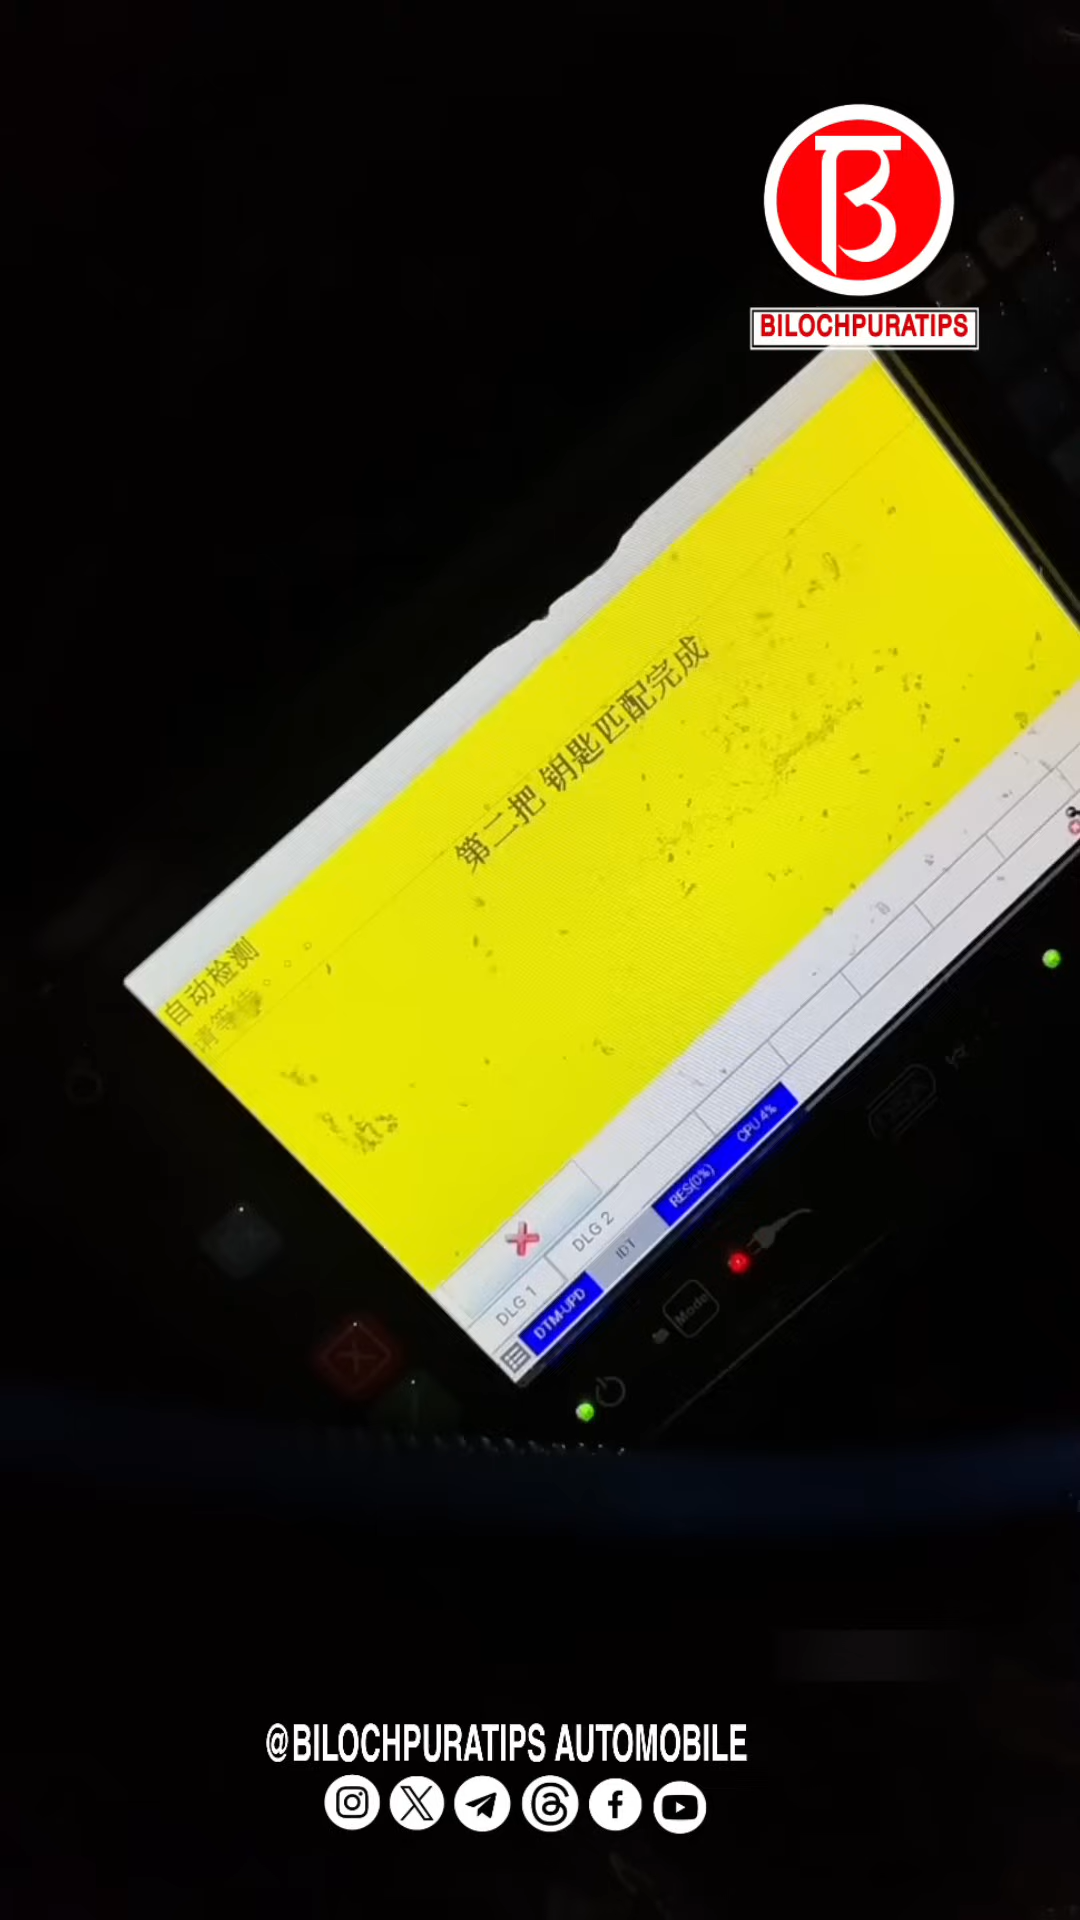 BILOCHPURATIPS
自动检测
请等待。。。
第二把 钥匙匹配完成
DLG 1
DLG 2
DTM-UPD
IDT
RES(0%)
CPU 4%
Mode
@BILOCHPURATIPS AUTOMOBILE